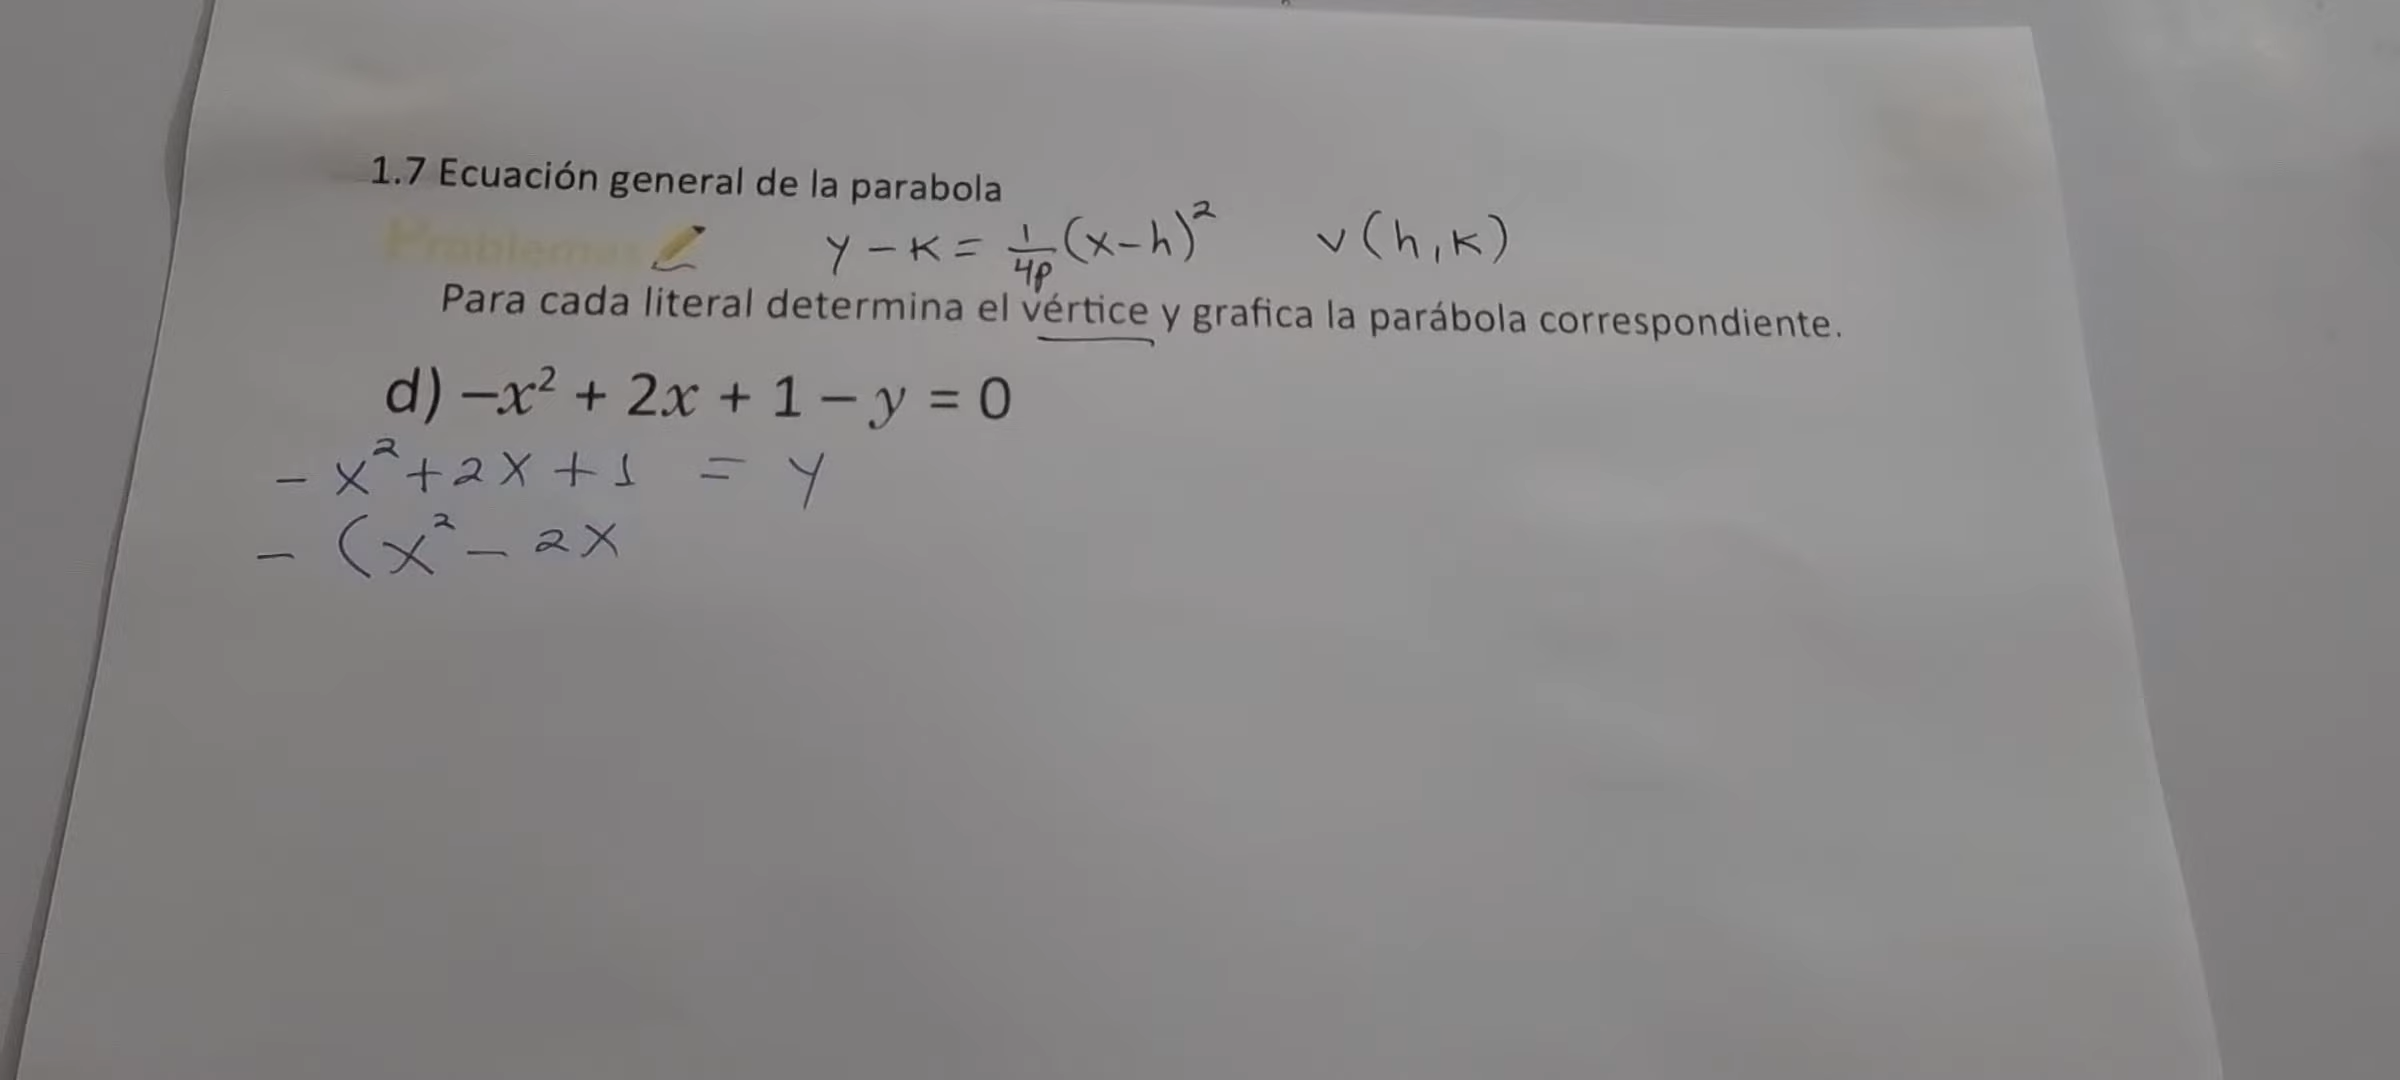 1.7 Ecuación general de la parabola
Problemas
y - k = 1/4p (x-h)² v(h,k)
Para cada literal determina el vértice y grafica la parábola correspondiente.
d) –x² + 2x + 1 – y = 0
- x² + 2x + 1 = y
- (x² - 2x